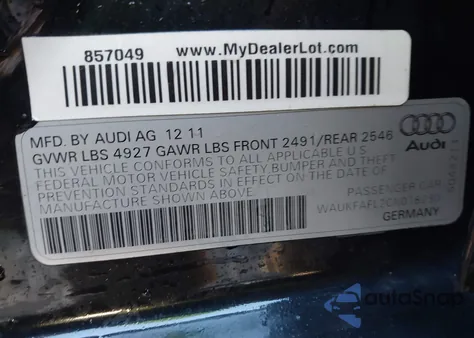 857049
www.MyDealerLot.com
MFD. BY AUDI AG 12 11
GVWR LBS 4927 GAWR LBS FRONT 2491/REAR 2546
THIS VEHICLE CONFORMS TO ALL APPLICABLE U.S.
FEDERAL MOTOR VEHICLE SAFETY, BUMPER AND THEFT
PREVENTION STANDARDS IN EFFECT ON THE DATE OF
MANUFACTURE SHOWN ABOVE.
Audi
PASSENGER CAR
GERMANY
autoSnap